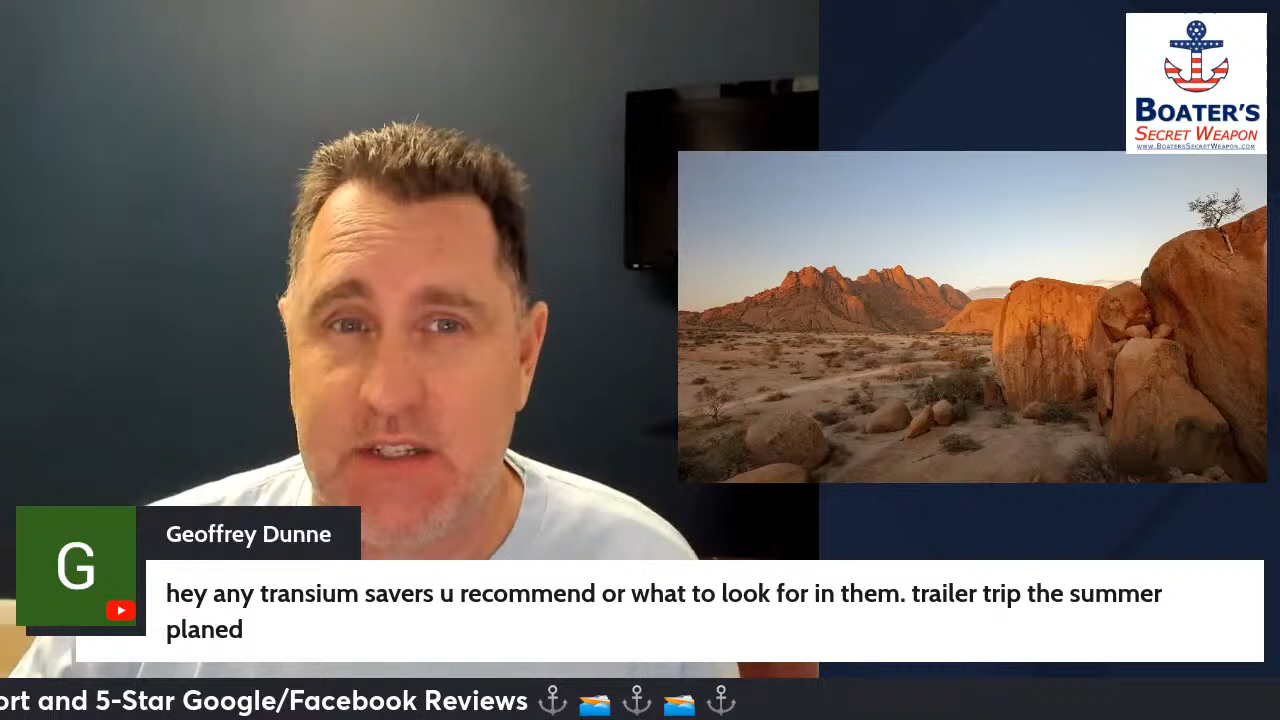 BOATER'S
SECRET WEAPON
WWW.BOATERSSECRETWEAPON.COM
G
Geoffrey Dunne
hey any transium savers u recommend or what to look for in them. trailer trip the summer
planed
ort and 5-Star Google/Facebook Reviews ⚓ 🚤 ⚓ 🚤 ⚓